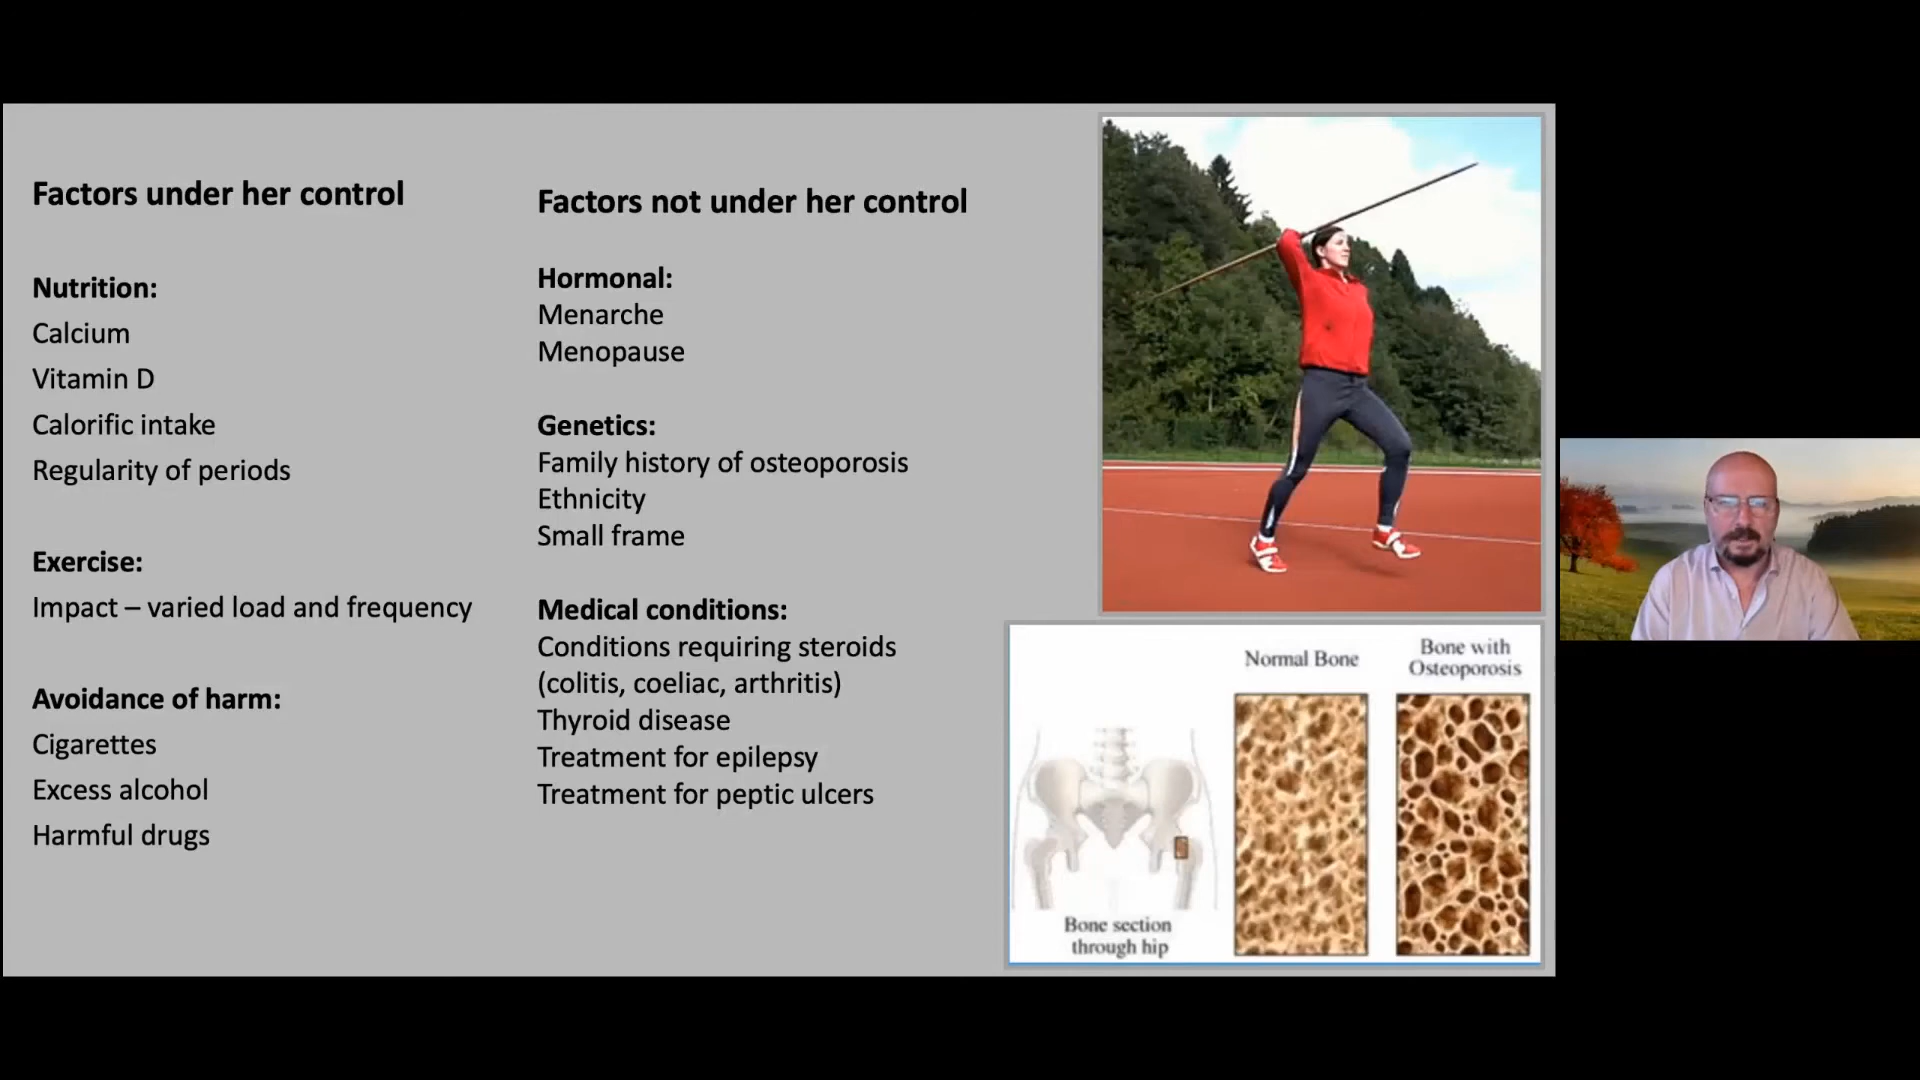 Factors under her control
Nutrition:
Calcium
Vitamin D
Calorific intake
Regularity of periods
Exercise:
Impact – varied load and frequency
Avoidance of harm:
Cigarettes
Excess alcohol
Harmful drugs
Factors not under her control
Hormonal:
Menarche
Menopause
Genetics:
Family history of osteoporosis
Ethnicity
Small frame
Medical conditions:
Conditions requiring steroids
(colitis, coeliac, arthritis)
Thyroid disease
Treatment for epilepsy
Treatment for peptic ulcers
Normal Bone
Bone with
Osteoporosis
Bone section
through hip